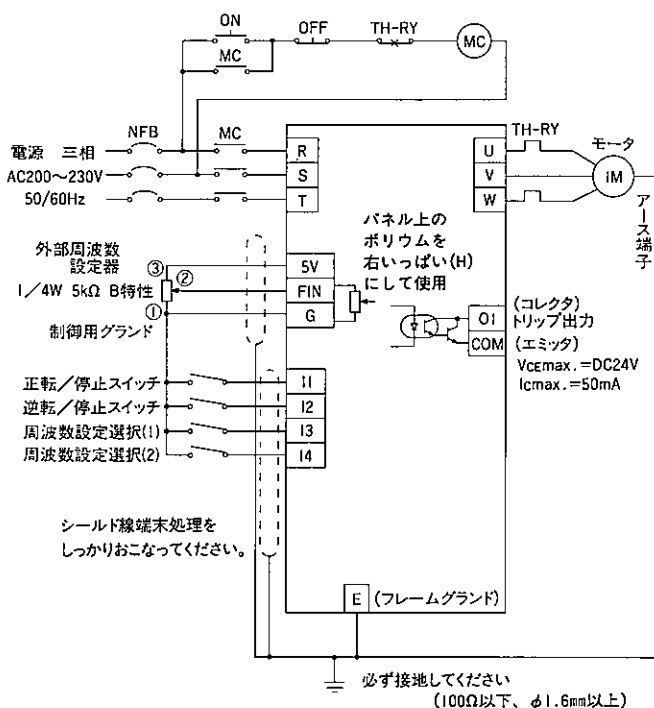 ON
OFF
TH-RY
MC
MC
NFB
MC
電源 三相
AC200～230V
50/60Hz
R
S
T
U
V
W
TH-RY
モータ
IM
アース端子
パネル上の
ボリウムを
右いっぱい(H)
にして使用
外部周波数
設定器
1/4W 5kΩ B特性
③
②
①
制御用グランド
5V
FIN
G
O1
COM
(コレクタ)
トリップ出力
(エミッタ)
VCEmax.=DC24V
Icmax.=50mA
正転/停止スイッチ
逆転/停止スイッチ
周波数設定選択(1)
周波数設定選択(2)
I1
I2
I3
I4
シールド線端末処理を
しっかりおこなってください。
E
(フレームグランド)
必ず接地してください
(100Ω以下、φ1.6mm以上)